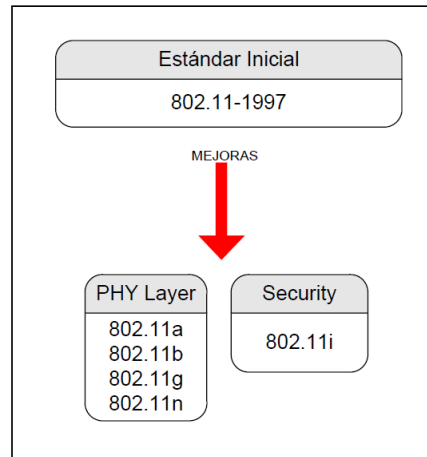 Estándar Inicial
802.11-1997
MEJORAS
PHY Layer
802.11a
802.11b
802.11g
802.11n
Security
802.11i